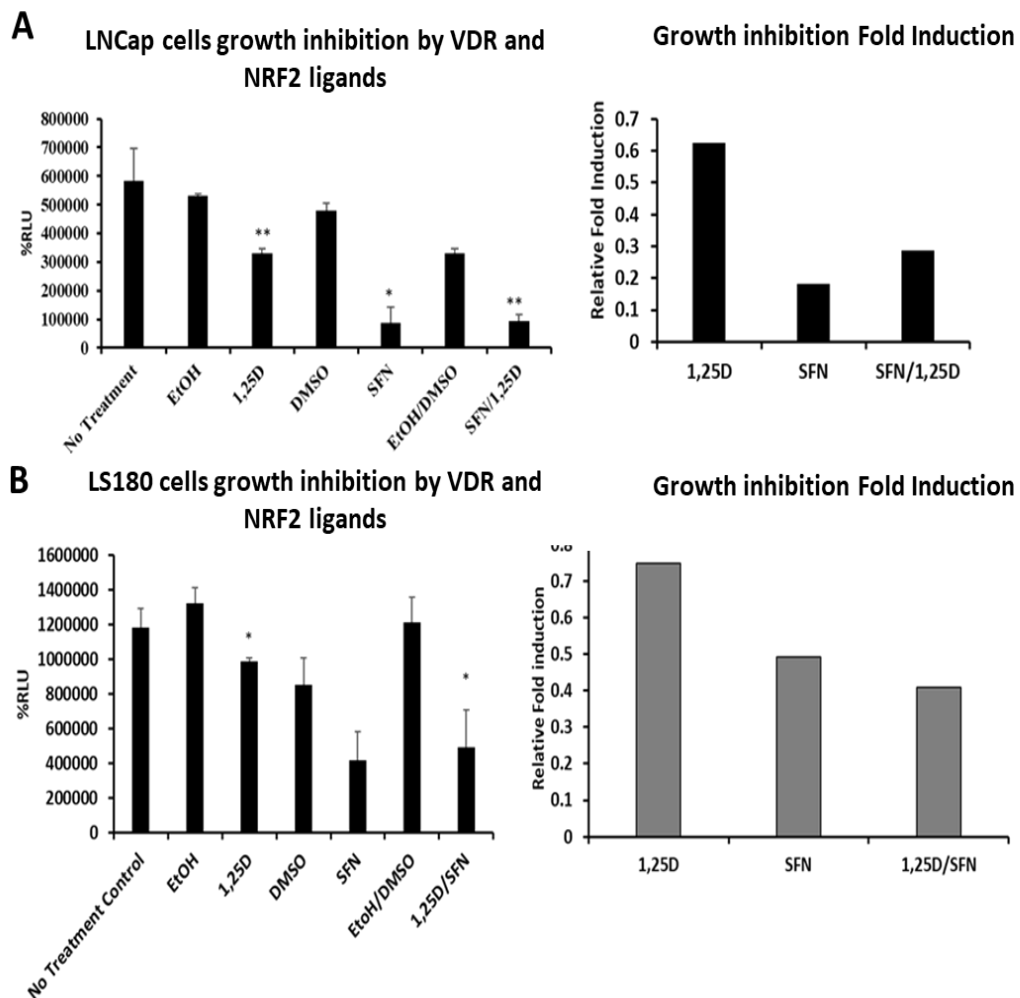 A
LNCap cells growth inhibition by VDR and
NRF2 ligands
%RLU
800000
700000
600000
500000
400000
300000
200000
100000
0
**
*
**
No Treatment
EtOH
1,25D
DMSO
SFN
EtOH/DMSO
SFN/1,25D
Growth inhibition Fold Induction
Relative Fold Induction
0.7
0.6
0.5
0.4
0.3
0.2
0.1
0
1,25D
SFN
SFN/1,25D
B
LS180 cells growth inhibition by VDR and
NRF2 ligands
%RLU
1600000
1400000
1200000
1000000
800000
600000
400000
200000
0
*
*
No Treatment Control
EtOH
1,25D
DMSO
SFN
EtoH/DMSO
1,25D/SFN
Growth inhibition Fold Induction
Relative Fold induction
0.8
0.7
0.6
0.5
0.4
0.3
0.2
0.1
0
1,25D
SFN
1,25D/SFN